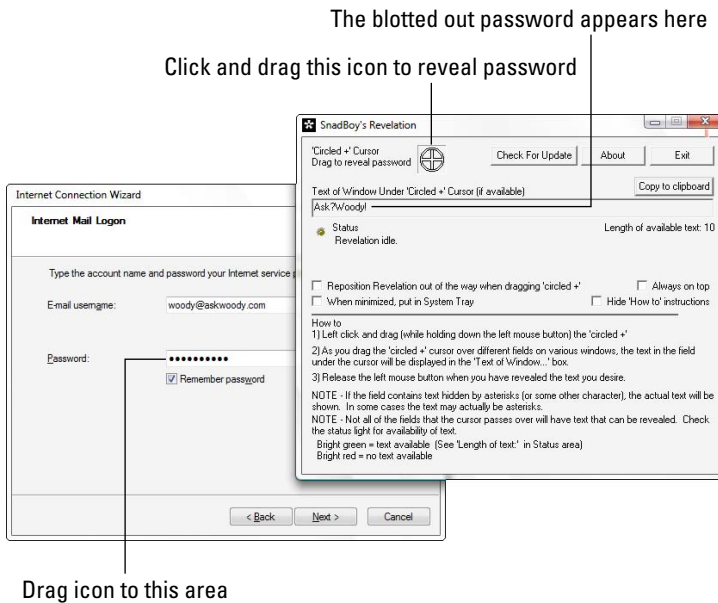 The blotted out password appears here
Click and drag this icon to reveal password
SnadBoy's Revelation
'Circled +' Cursor
Drag to reveal password
Check For Update
About
Exit
Copy to clipboard
Text of Window Under 'Circled +' Cursor (if available)
Ask?Woody!
Status
Revelation idle.
Length of available text: 10
Reposition Revelation out of the way when dragging 'circled +'
Always on top
When minimized, put in System Tray
Hide 'How to' instructions
How to
1) Left click and drag (while holding down the left mouse button) the 'circled +'
2) As you drag the 'circled +' cursor over different fields on various windows, the text in the field
under the cursor will be displayed in the 'Text of Window...' box.
3) Release the left mouse button when you have revealed the text you desire.
NOTE - If the field contains text hidden by asterisks (or some other character), the actual text will be
shown. In some cases the text may actually be asterisks.
NOTE - Not all of the fields that the cursor passes over will have text that can be revealed. Check
the status light for availability of text.
Bright green = text available (See 'Length of text:' in Status area)
Bright red = no text available
Internet Connection Wizard
Internet Mail Logon
Type the account name and password your Internet service
E-mail username:
woody@askwoody.com
Password:
••••••••••
Remember password
< Back
Next >
Cancel
Drag icon to this area